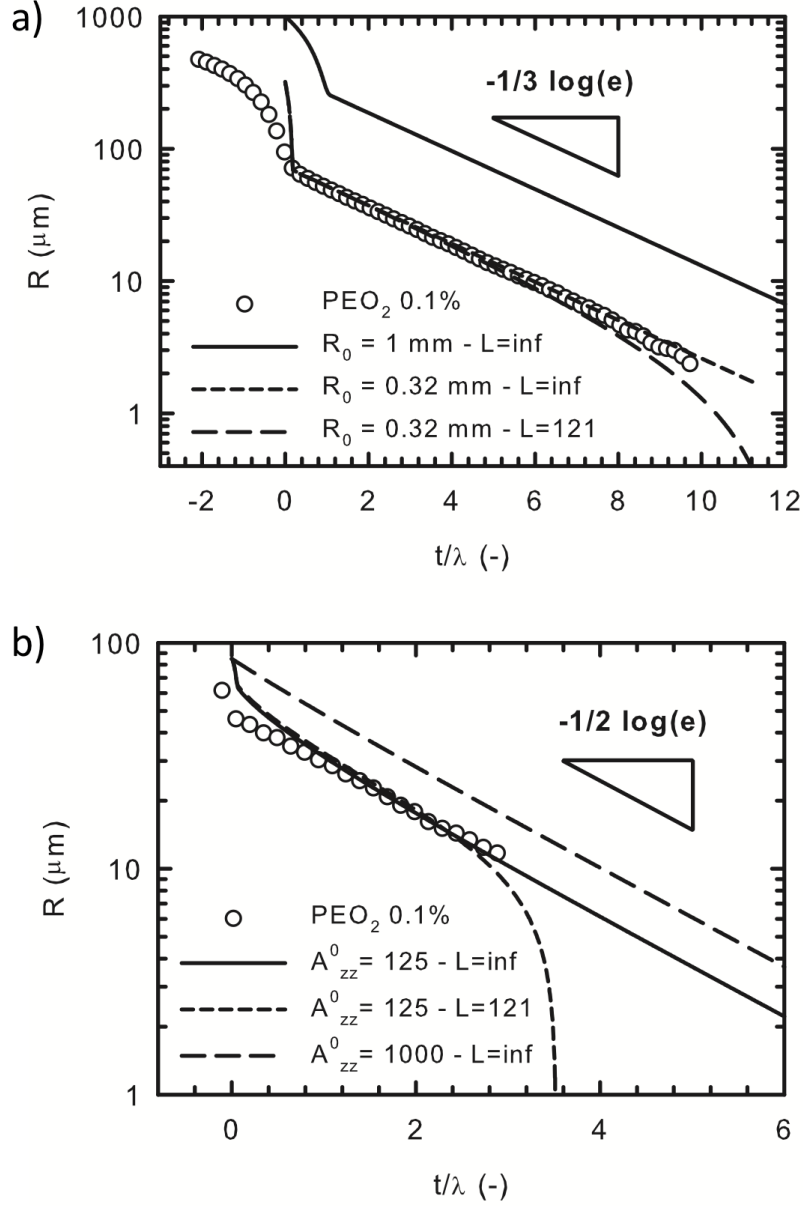 a)
1000
100
10
1
R (μm)
-1/3 log(e)
PEO₂ 0.1%
R₀ = 1 mm - L=inf
R₀ = 0.32 mm - L=inf
R₀ = 0.32 mm - L=121
-2 0 2 4 6 8 10 12
t/λ (-)
b)
100
10
1
R (μm)
-1/2 log(e)
PEO₂ 0.1%
A⁰zz= 125 - L=inf
A⁰zz= 125 - L=121
A⁰zz= 1000 - L=inf
0 2 4 6
t/λ (-)